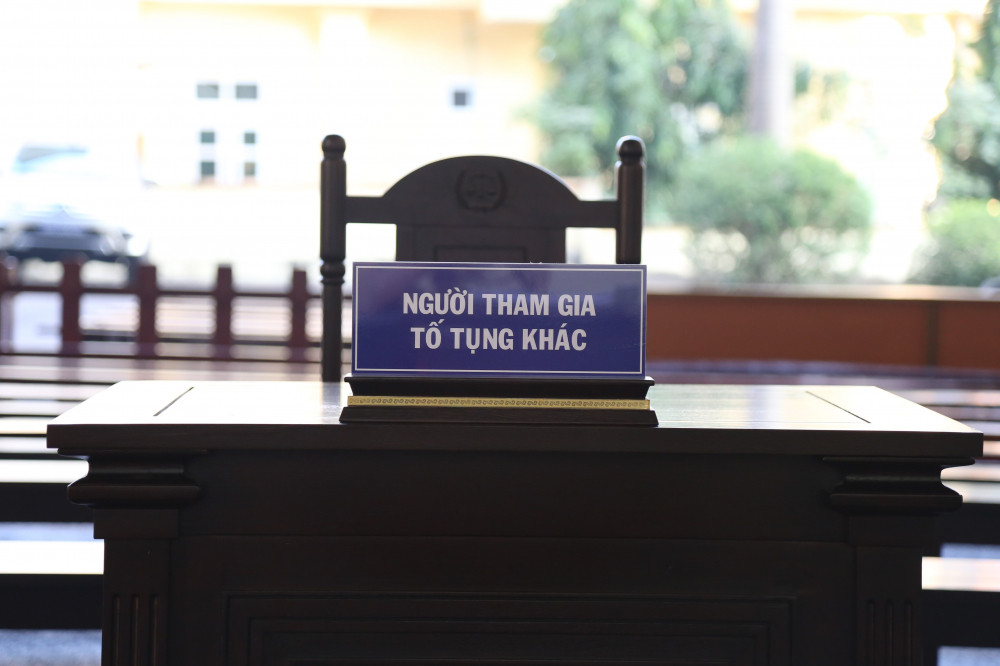 NGƯỜI THAM GIA
TỐ TỤNG KHÁC